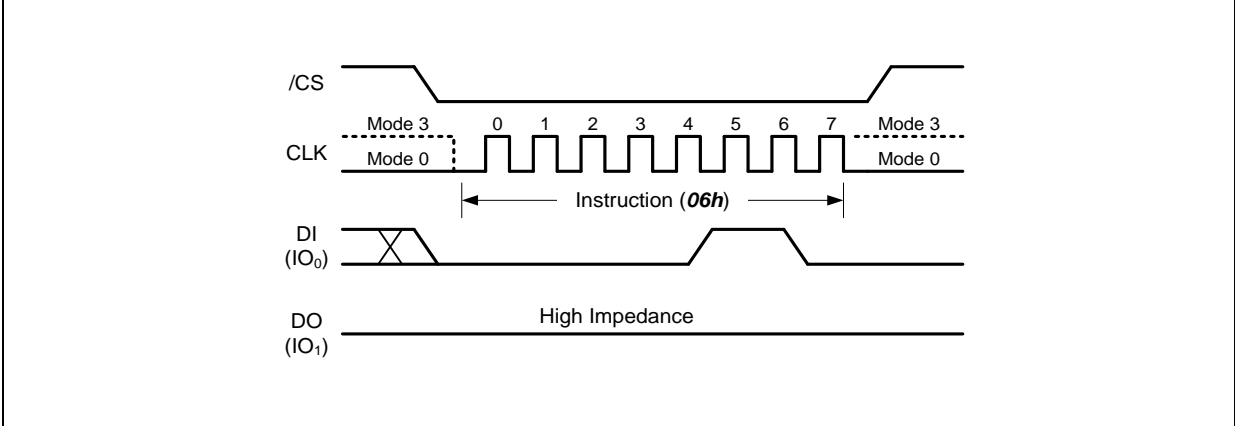 /CS
Mode 3 0 1 2 3 4 5 6 7 Mode 3
CLK
Mode 0 Mode 0
Instruction (06h)
DI
(IO₀)
High Impedance
DO
(IO₁)